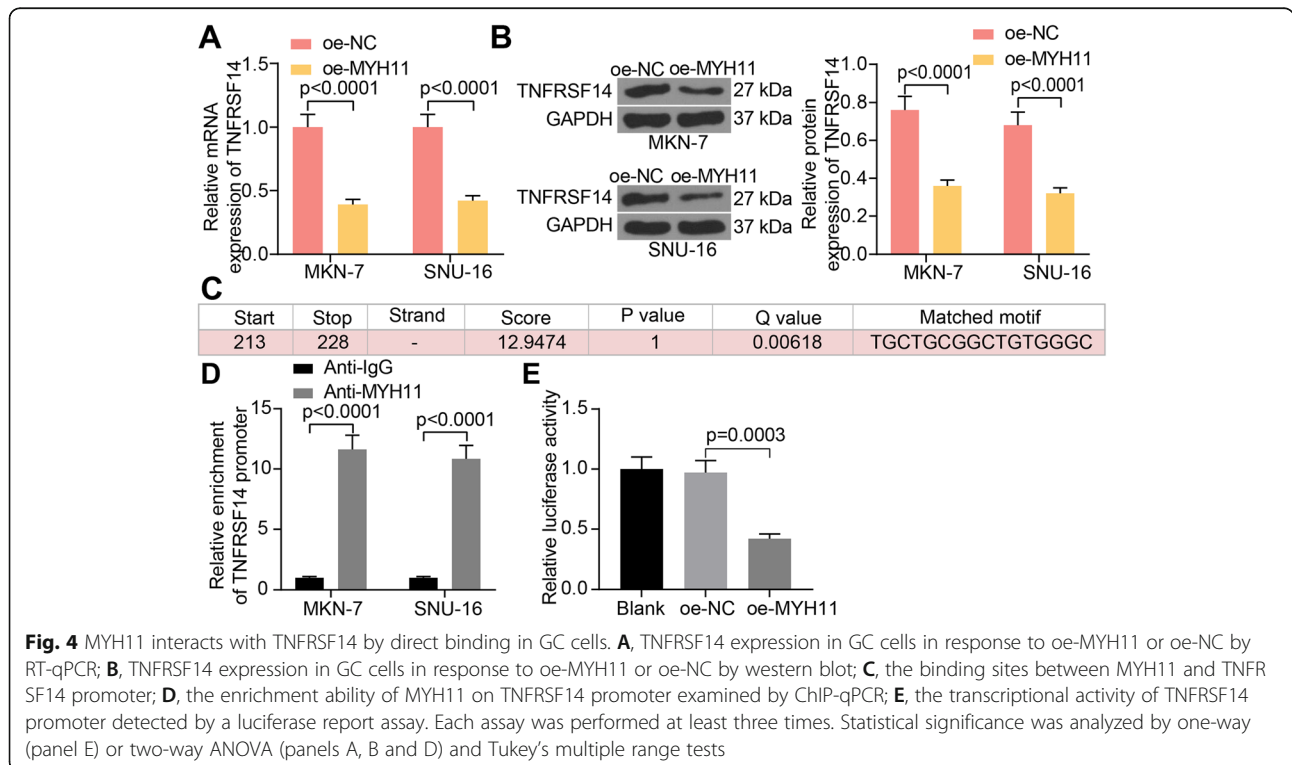 A
oe-NC
oe-MYH11
Relative mRNA
expression of TNFRSF14
1.5
1.0
0.5
0.0
p<0.0001
p<0.0001
MKN-7
SNU-16
B
oe-NC oe-MYH11
TNFRSF14
27 kDa
GAPDH
37 kDa
MKN-7
oe-NC oe-MYH11
TNFRSF14
27 kDa
GAPDH
37 kDa
SNU-16
oe-NC
oe-MYH11
Relative protein
expression of TNFRSF14
1.0
0.8
0.6
0.4
0.2
0.0
p<0.0001
p<0.0001
MKN-7
SNU-16
C
Start Stop Strand Score P value Q value Matched motif
213 228 - 12.9474 1 0.00618 TGCTGCGGCTGTGGGC
D
Anti-IgG
Anti-MYH11
Relative enrichment
of TNFRSF14 promoter
15
10
5
0
p<0.0001
p<0.0001
MKN-7
SNU-16
E
Relative luciferase activity
1.5
1.0
0.5
0.0
p=0.0003
Blank
oe-NC
oe-MYH11
Fig. 4 MYH11 interacts with TNFRSF14 by direct binding in GC cells. A, TNFRSF14 expression in GC cells in response to oe-MYH11 or oe-NC by
RT-qPCR; B, TNFRSF14 expression in GC cells in response to oe-MYH11 or oe-NC by western blot; C, the binding sites between MYH11 and TNFR
SF14 promoter; D, the enrichment ability of MYH11 on TNFRSF14 promoter examined by ChIP-qPCR; E, the transcriptional activity of TNFRSF14
promoter detected by a luciferase report assay. Each assay was performed at least three times. Statistical significance was analyzed by one-way
(panel E) or two-way ANOVA (panels A, B and D) and Tukey's multiple range tests